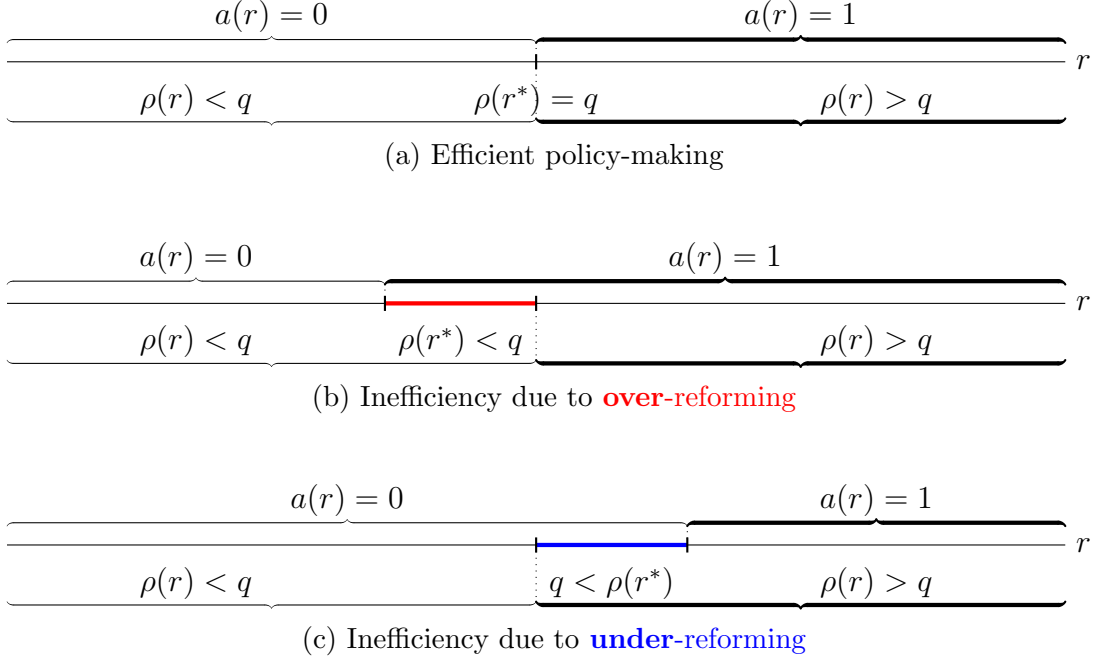 a(r) = 0 a(r) = 1
r
ρ(r) < q ρ(r*) = q ρ(r) > q
(a) Efficient policy-making
a(r) = 0 a(r) = 1
r
ρ(r) < q ρ(r*) < q ρ(r) > q
(b) Inefficiency due to over-reforming
a(r) = 0 a(r) = 1
r
ρ(r) < q q < ρ(r*) ρ(r) > q
(c) Inefficiency due to under-reforming